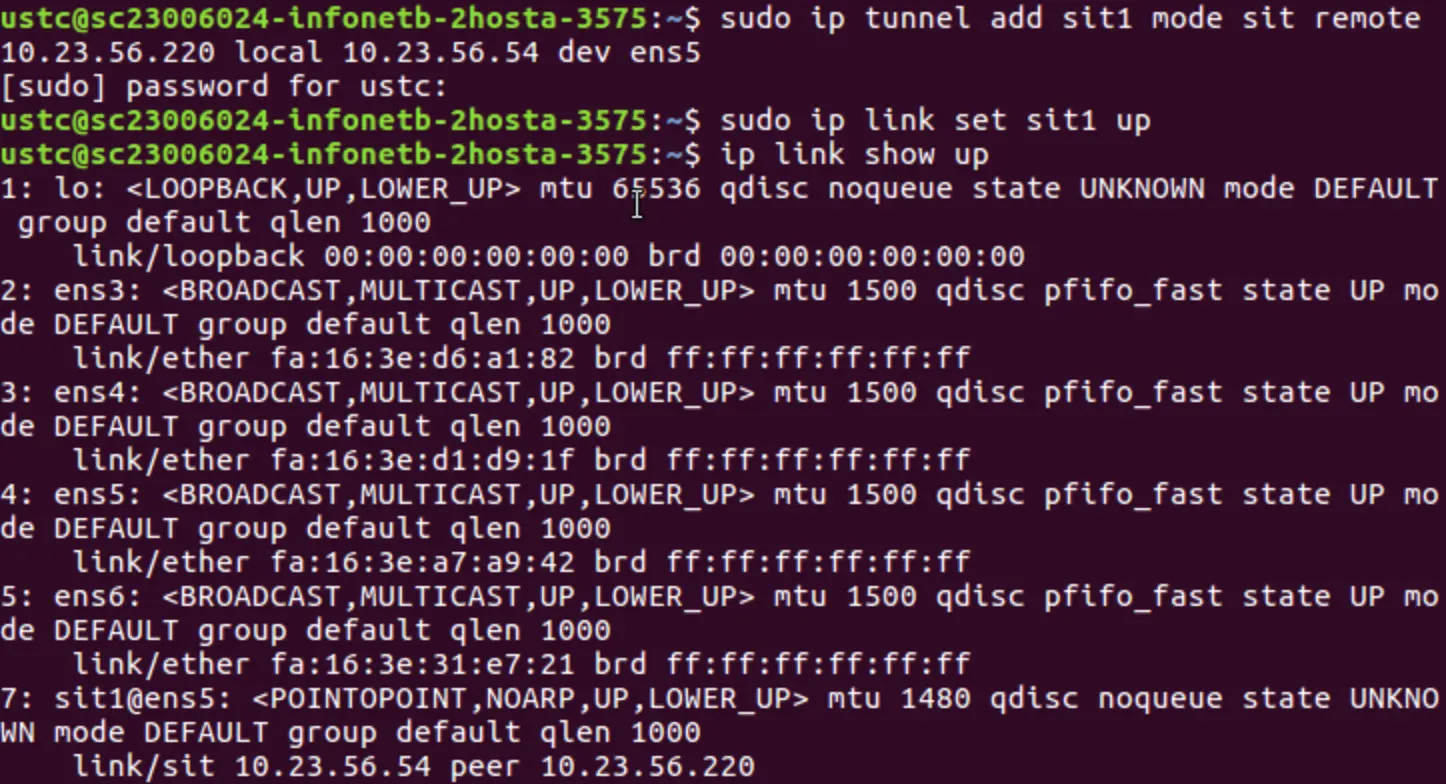 ustc@sc23006024-infonetb-2hosta-3575:~$ sudo ip tunnel add sit1 mode sit remote
10.23.56.220 local 10.23.56.54 dev ens5
[sudo] password for ustc:
ustc@sc23006024-infonetb-2hosta-3575:~$ sudo ip link set sit1 up
ustc@sc23006024-infonetb-2hosta-3575:~$ ip link show up
1: lo: <LOOPBACK,UP,LOWER_UP> mtu 65536 qdisc noqueue state UNKNOWN mode DEFAULT
 group default qlen 1000
    link/loopback 00:00:00:00:00:00 brd 00:00:00:00:00:00
2: ens3: <BROADCAST,MULTICAST,UP,LOWER_UP> mtu 1500 qdisc pfifo_fast state UP mo
de DEFAULT group default qlen 1000
    link/ether fa:16:3e:d6:a1:82 brd ff:ff:ff:ff:ff:ff
3: ens4: <BROADCAST,MULTICAST,UP,LOWER_UP> mtu 1500 qdisc pfifo_fast state UP mo
de DEFAULT group default qlen 1000
    link/ether fa:16:3e:d1:d9:1f brd ff:ff:ff:ff:ff:ff
4: ens5: <BROADCAST,MULTICAST,UP,LOWER_UP> mtu 1500 qdisc pfifo_fast state UP mo
de DEFAULT group default qlen 1000
    link/ether fa:16:3e:a7:a9:42 brd ff:ff:ff:ff:ff:ff
5: ens6: <BROADCAST,MULTICAST,UP,LOWER_UP> mtu 1500 qdisc pfifo_fast state UP mo
de DEFAULT group default qlen 1000
    link/ether fa:16:3e:31:e7:21 brd ff:ff:ff:ff:ff:ff
7: sit1@ens5: <POINTOPOINT,NOARP,UP,LOWER_UP> mtu 1480 qdisc noqueue state UNKNO
WN mode DEFAULT group default qlen 1000
    link/sit 10.23.56.54 peer 10.23.56.220